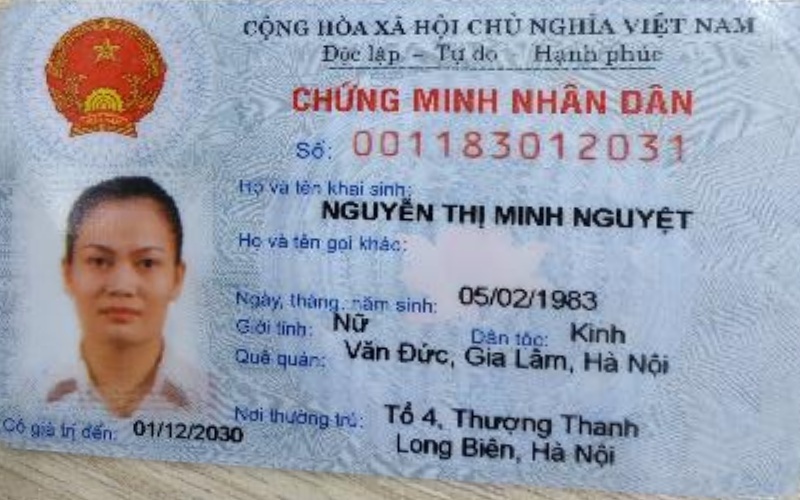 CỘNG HÒA XÃ HỘI CHỦ NGHĨA VIỆT NAM
Độc lập – Tự do – Hạnh phúc
CHỨNG MINH NHÂN DÂN
Số: 001183012031
Họ và tên khai sinh:
NGUYỄN THỊ MINH NGUYỆT
Họ và tên gọi khác:
Ngày, tháng, năm sinh: 05/02/1983
Giới tính: Nữ Dân tộc: Kinh
Quê quán: Văn Đức, Gia Lâm, Hà Nội
Nơi thường trú: Tổ 4, Thượng Thanh
Long Biên, Hà Nội
Có giá trị đến: 01/12/2030